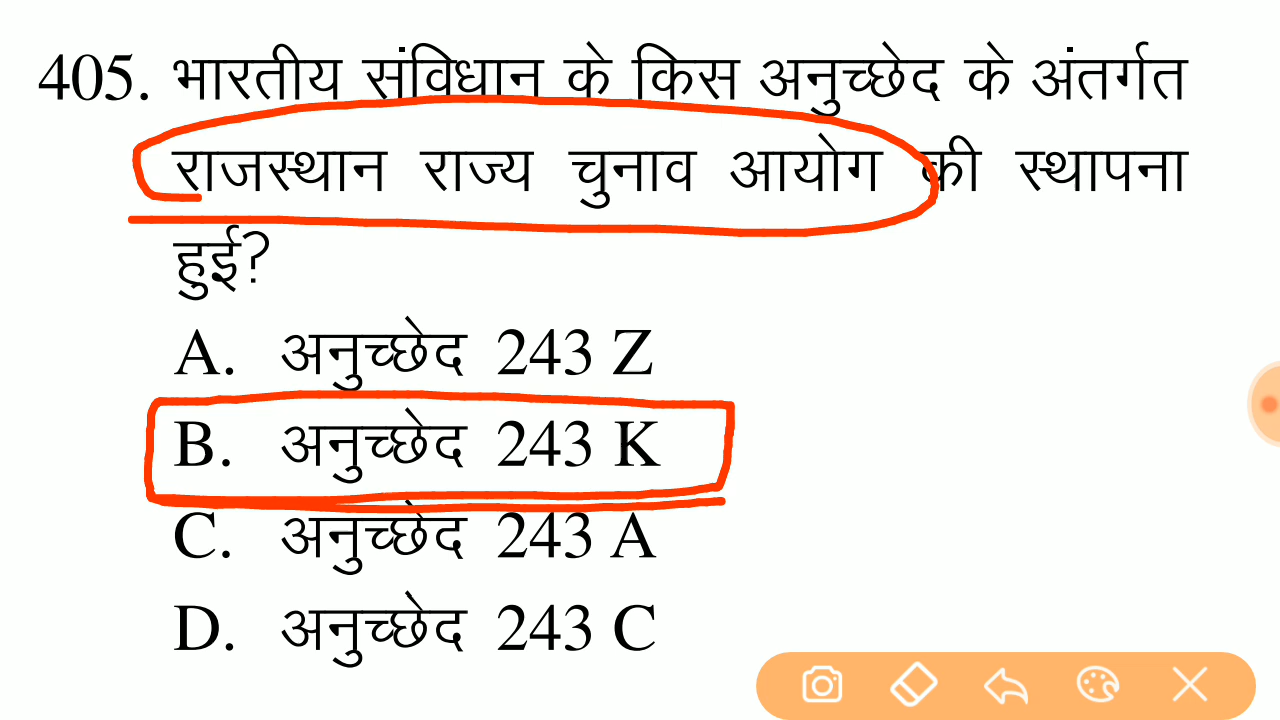 405. भारतीय संविधान के किस अनुच्छेद के अंतर्गत
राजस्थान राज्य चुनाव आयोग की स्थापना
हुई?
A. अनुच्छेद 243 Z
B. अनुच्छेद 243 K
C. अनुच्छेद 243 A
D. अनुच्छेद 243 C